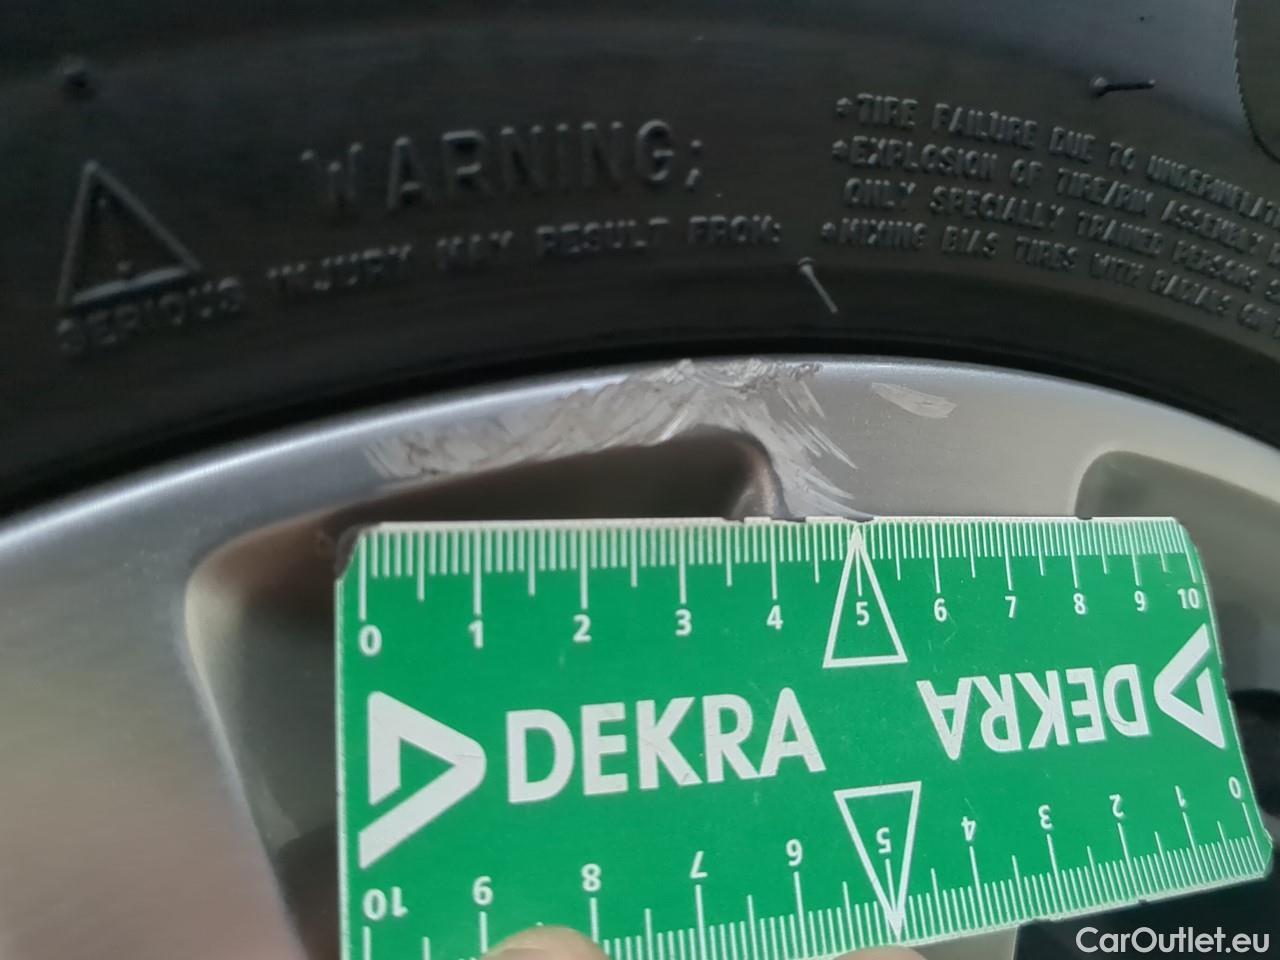 WARNING;
SERIOUS INJURY MAY RESULT FROM:
•TIRE FAILURE DUE TO
•EXPLOSION OF TIRE/RIM ASSEMBLY
ONLY SPECIALLY TRAINED PERSONS
•MIXING BIAS TIRES WITH RADIALS ON
0 1 2 3 4 5 6 7 8 9 10
DEKRA
DEKRA
10 9 8 7 6 5 4 3 2 1 0
CarOutlet.eu